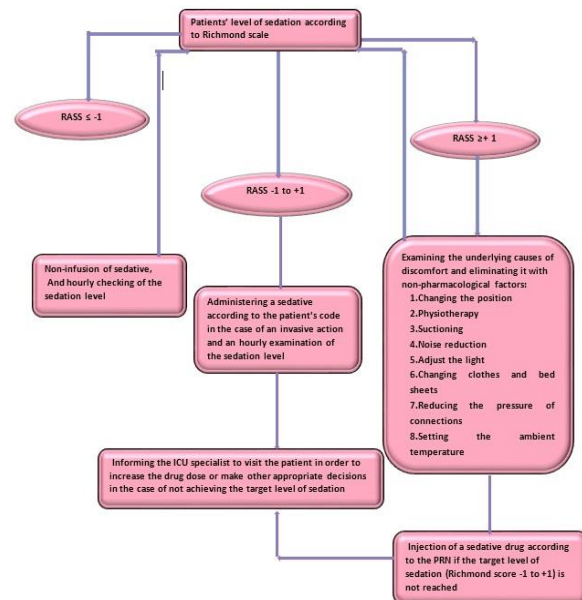 Patients' level of sedation according
to Richmond scale
RASS ≤ -1
RASS ≥+ 1
RASS -1 to +1
Non-infusion of sedative,
And hourly checking of the
sedation level
Administering a sedative
according to the patient's code
in the case of an invasive action
and an hourly examination of
the sedation level
Examining the underlying causes of
discomfort and eliminating it with
non-pharmacological factors:
1.Changing the position
2.Physiotherapy
3.Suctioning
4.Noise reduction
5.Adjust the light
6.Changing clothes and bed
sheets
7.Reducing the pressure of
connections
8.Setting the ambient
temperature
Informing the ICU specialist to visit the patient in order to
increase the drug dose or make other appropriate decisions
in the case of not achieving the target level of sedation
Injection of a sedative drug according
to the PRN if the target level of
sedation (Richmond score -1 to +1) is
not reached